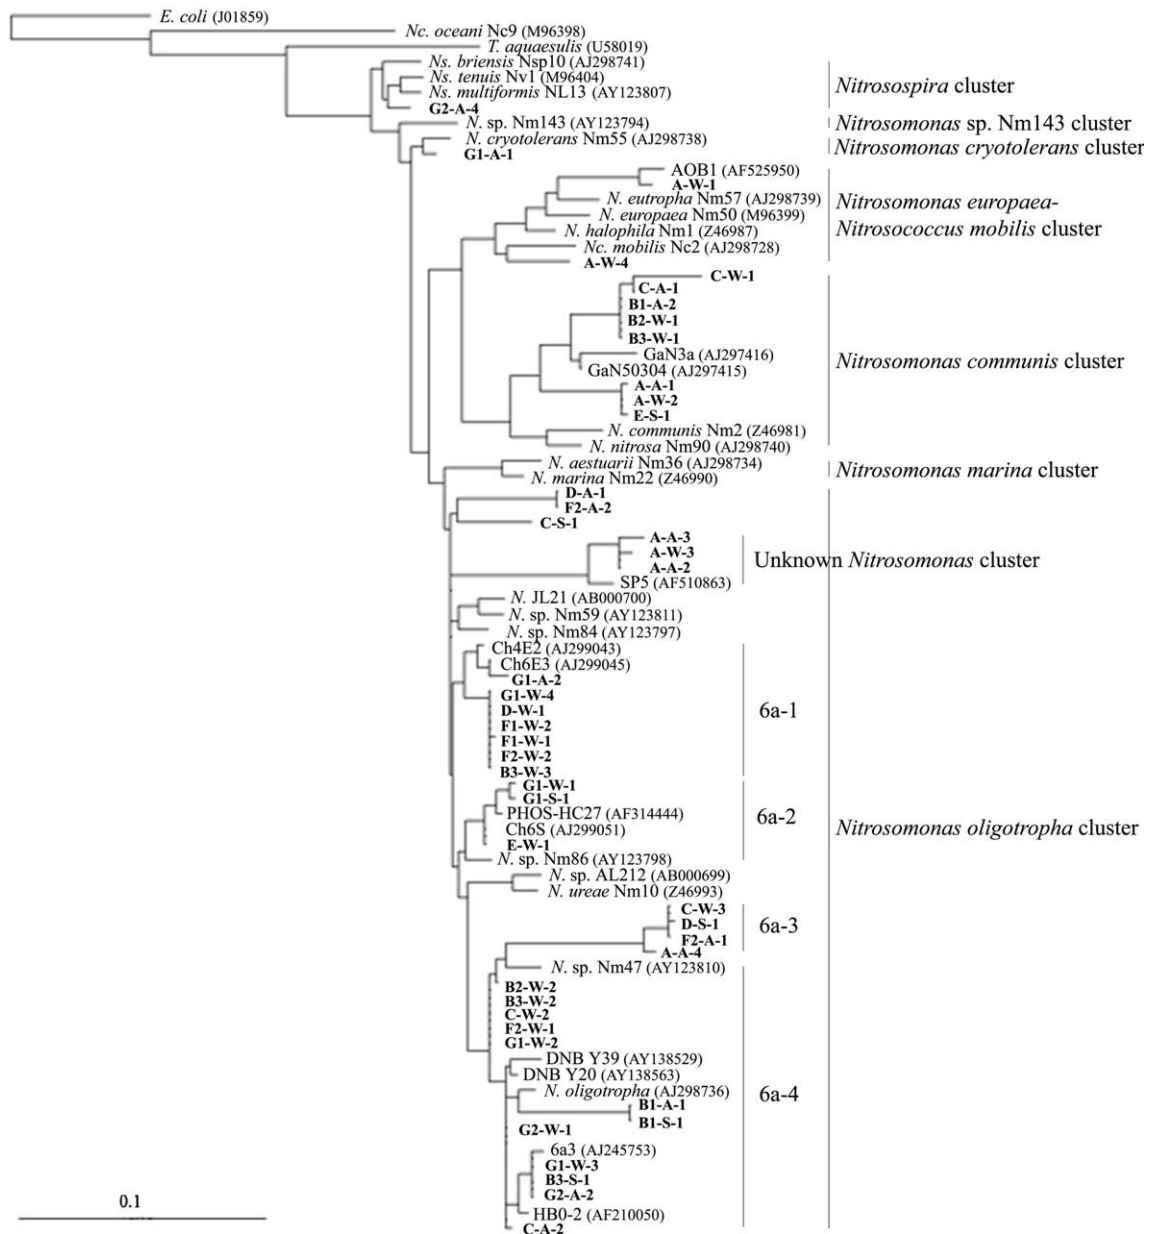 E. coli (J01859)
Nc. oceani Nc9 (M96398)
T. aquaesulis (U58019)
Ns. briensis Nsp10 (AJ298741)
Ns. tenuis Nv1 (M96404)
Ns. multiformis NL13 (AY123807)
G2-A-4
Nitrosospira cluster
N. sp. Nm143 (AY123794)
Nitrosomonas sp. Nm143 cluster
N. cryotolerans Nm55 (AJ298738)
G1-A-1
Nitrosomonas cryotolerans cluster
AOB1 (AF525950)
A-W-1
N. eutropha Nm57 (AJ298739)
N. europaea Nm50 (M96399)
N. halophila Nm1 (Z46987)
Nc. mobilis Nc2 (AJ298728)
A-W-4
Nitrosomonas europaea-
Nitrosococcus mobilis cluster
C-W-1
C-A-1
B1-A-2
B2-W-1
B3-W-1
GaN3a (AJ297416)
GaN50304 (AJ297415)
A-A-1
A-W-2
E-S-1
N. communis Nm2 (Z46981)
N. nitrosa Nm90 (AJ298740)
Nitrosomonas communis cluster
N. aestuarii Nm36 (AJ298734)
N. marina Nm22 (Z46990)
Nitrosomonas marina cluster
D-A-1
F2-A-2
C-S-1
A-A-3
A-W-3
A-A-2
SP5 (AF510863)
Unknown Nitrosomonas cluster
N. JL21 (AB000700)
N. sp. Nm59 (AY123811)
N. sp. Nm84 (AY123797)
Ch4E2 (AJ299043)
Ch6E3 (AJ299045)
G1-A-2
G1-W-4
D-W-1
F1-W-2
F1-W-1
F2-W-2
B3-W-3
6a-1
G1-W-1
G1-S-1
PHOS-HC27 (AF314444)
Ch6S (AJ299051)
E-W-1
N. sp. Nm86 (AY123798)
6a-2
Nitrosomonas oligotropha cluster
N. sp. AL212 (AB000699)
N. ureae Nm10 (Z46993)
C-W-3
D-S-1
F2-A-1
A-A-4
6a-3
N. sp. Nm47 (AY123810)
B2-W-2
B3-W-2
C-W-2
F2-W-1
G1-W-2
DNB Y39 (AY138529)
DNB Y20 (AY138563)
N. oligotropha (AJ298736)
B1-A-1
B1-S-1
G2-W-1
6a3 (AJ245753)
G1-W-3
B3-S-1
G2-A-2
HB0-2 (AF210050)
C-A-2
6a-4
0.1